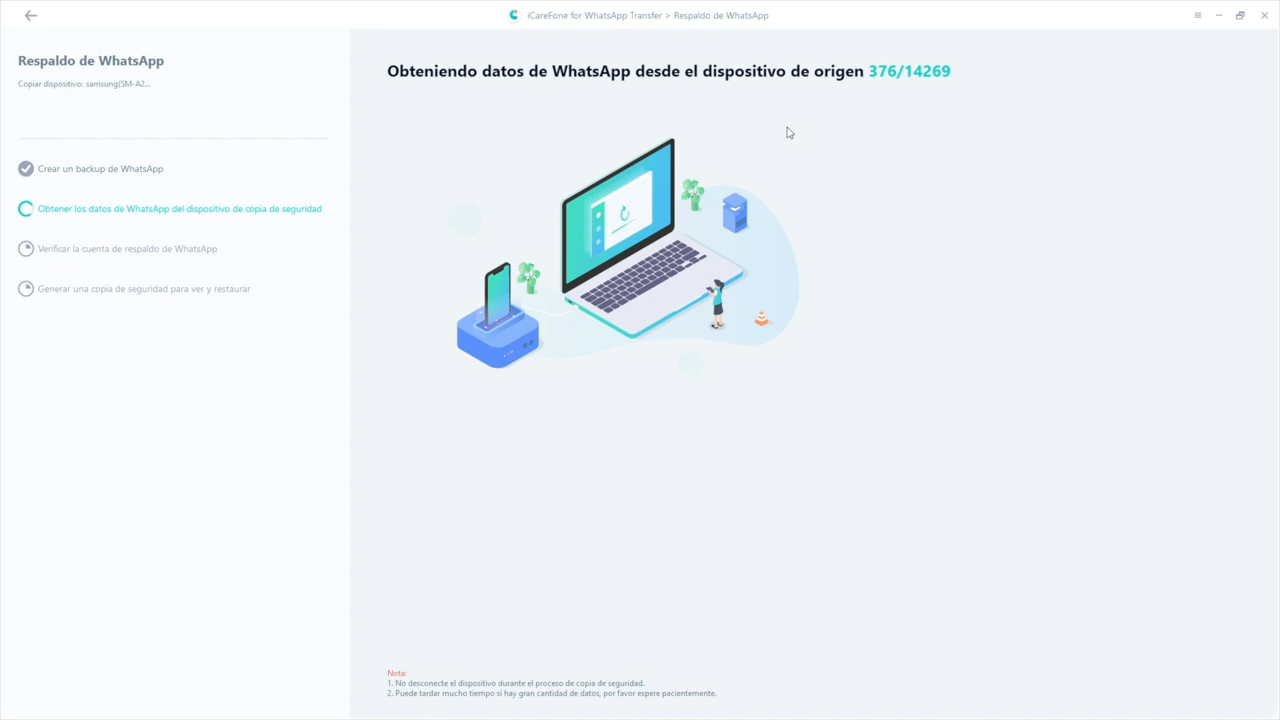 iCareFone for WhatsApp Transfer > Respaldo de WhatsApp
Respaldo de WhatsApp
Copiar dispositivo: samsung(SM-A2...
Crear un backup de WhatsApp
Obtener los datos de WhatsApp del dispositivo de copia de seguridad
Verificar la cuenta de respaldo de WhatsApp
Generar una copia de seguridad para ver y restaurar
Obteniendo datos de WhatsApp desde el dispositivo de origen 376/14269
Nota:
1. No desconecte el dispositivo durante el proceso de copia de seguridad.
2. Puede tardar mucho tiempo si hay gran cantidad de datos, por favor espere pacientemente.